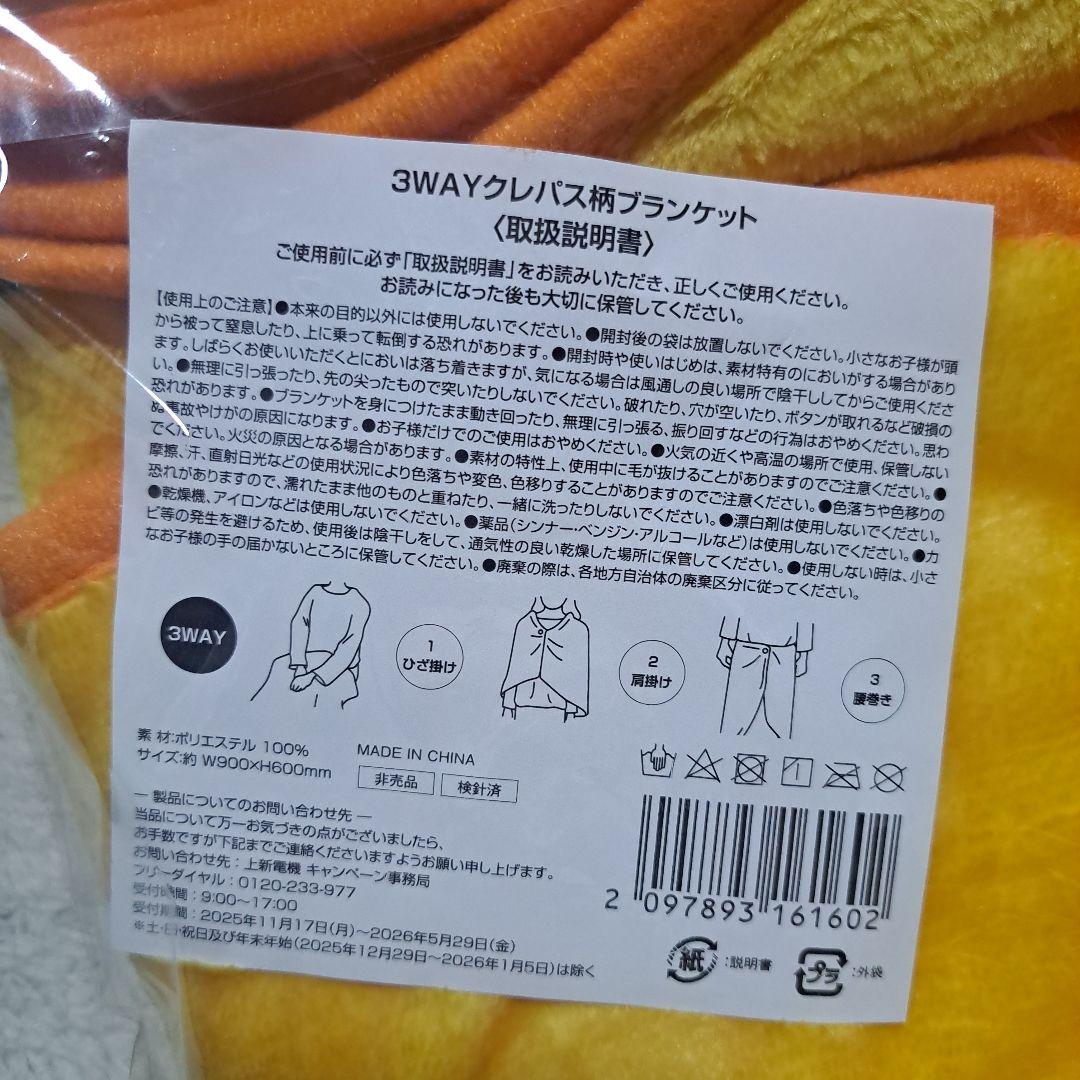 3WAYクレパス柄ブランケット
〈取扱説明書〉
ご使用前に必ず「取扱説明書」をお読みいただき、正しくご使用ください。
お読みになった後も大切に保管してください。
【使用上のご注意】●本来の目的以外には使用しないでください。●開封後の袋は放置しないでください。小さなお子様が頭
から被って窒息したり、上に乗って転倒する恐れがあります。●開封時や使いはじめは、素材特有のにおいがする場合があり
ます。しばらくお使いいただくとにおいは落ち着きますが、気になる場合は風通しの良い場所で陰干ししてからご使用くださ
い。●無理に引っ張ったり、先の尖ったもので突いたりしないでください。破れたり、穴が空いたり、ボタンが取れるなど破損の
恐れがあります。●ブランケットを身につけたまま動き回ったり、無理に引っ張る、振り回すなどの行為はおやめください。思わ
ぬ事故やけがの原因になります。●お子様だけでのご使用はおやめください。●火気の近くや高温の場所で使用、保管しない
でください。火災の原因となる場合があります。●素材の特性上、使用中に毛が抜けることがありますのでご注意ください。●
摩擦、汗、直射日光などの使用状況により色落ちや変色、色移りすることがありますのでご注意ください。●色落ちや色移りの
恐れがありますので、濡れたまま他のものと重ねたり、一緒に洗ったりしないでください。●漂白剤は使用しないでください。
●乾燥機、アイロンなどは使用しないでください。●薬品（シンナー・ベンジン・アルコールなど）は使用しないでください。●カ
ビ等の発生を避けるため、使用後は陰干しをして、通気性の良い乾燥した場所に保管してください。●使用しない時は、小さ
なお子様の手の届かないところに保管してください。●廃棄の際は、各地方自治体の廃棄区分に従ってください。
3WAY
1
ひざ掛け
2
肩掛け
3
腰巻き
素 材:ポリエステル 100%
サイズ:約 W900×H600mm
MADE IN CHINA
非売品
検針済
― 製品についてのお問い合わせ先 ―
当品について万一お気づきの点がございましたら、
お手数ですが下記までご連絡くださいますようお願い申し上げます。
お問い合わせ先：上新電機 キャンペーン事務局
フリーダイヤル：0120-233-977
受付時間：9:00〜17:00
受付期間：2025年11月17日(月)〜2026年5月29日(金)
※土・日・祝日及び年末年始(2025年12月29日〜2026年1月5日)は除く
2 097893 161602
紙 :説明書
プラ :外袋